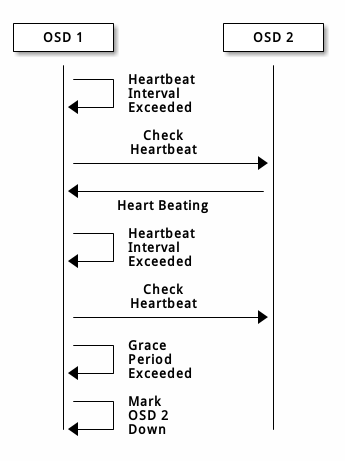 OSD 1
OSD 2
Heartbeat
Interval
Exceeded
Check
Heartbeat
Heart Beating
Heartbeat
Interval
Exceeded
Check
Heartbeat
Grace
Period
Exceeded
Mark
OSD 2
Down